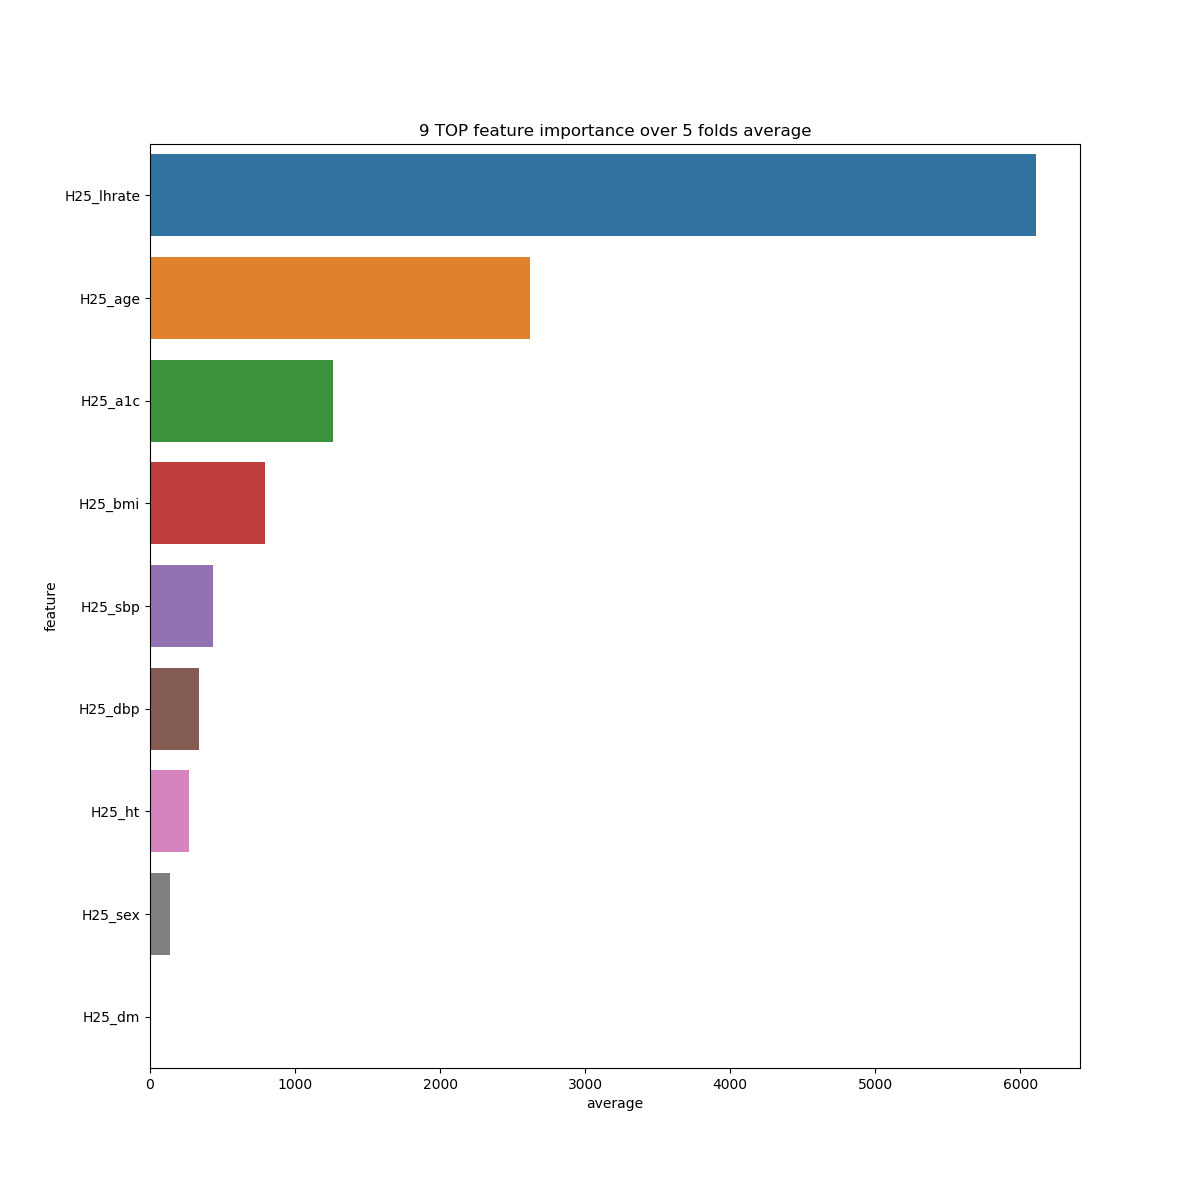 9 TOP feature importance over 5 folds average
H25_lhrate
H25_age
H25_a1c
H25_bmi
H25_sbp
H25_dbp
H25_ht
H25_sex
H25_dm
feature
0 1000 2000 3000 4000 5000 6000
average